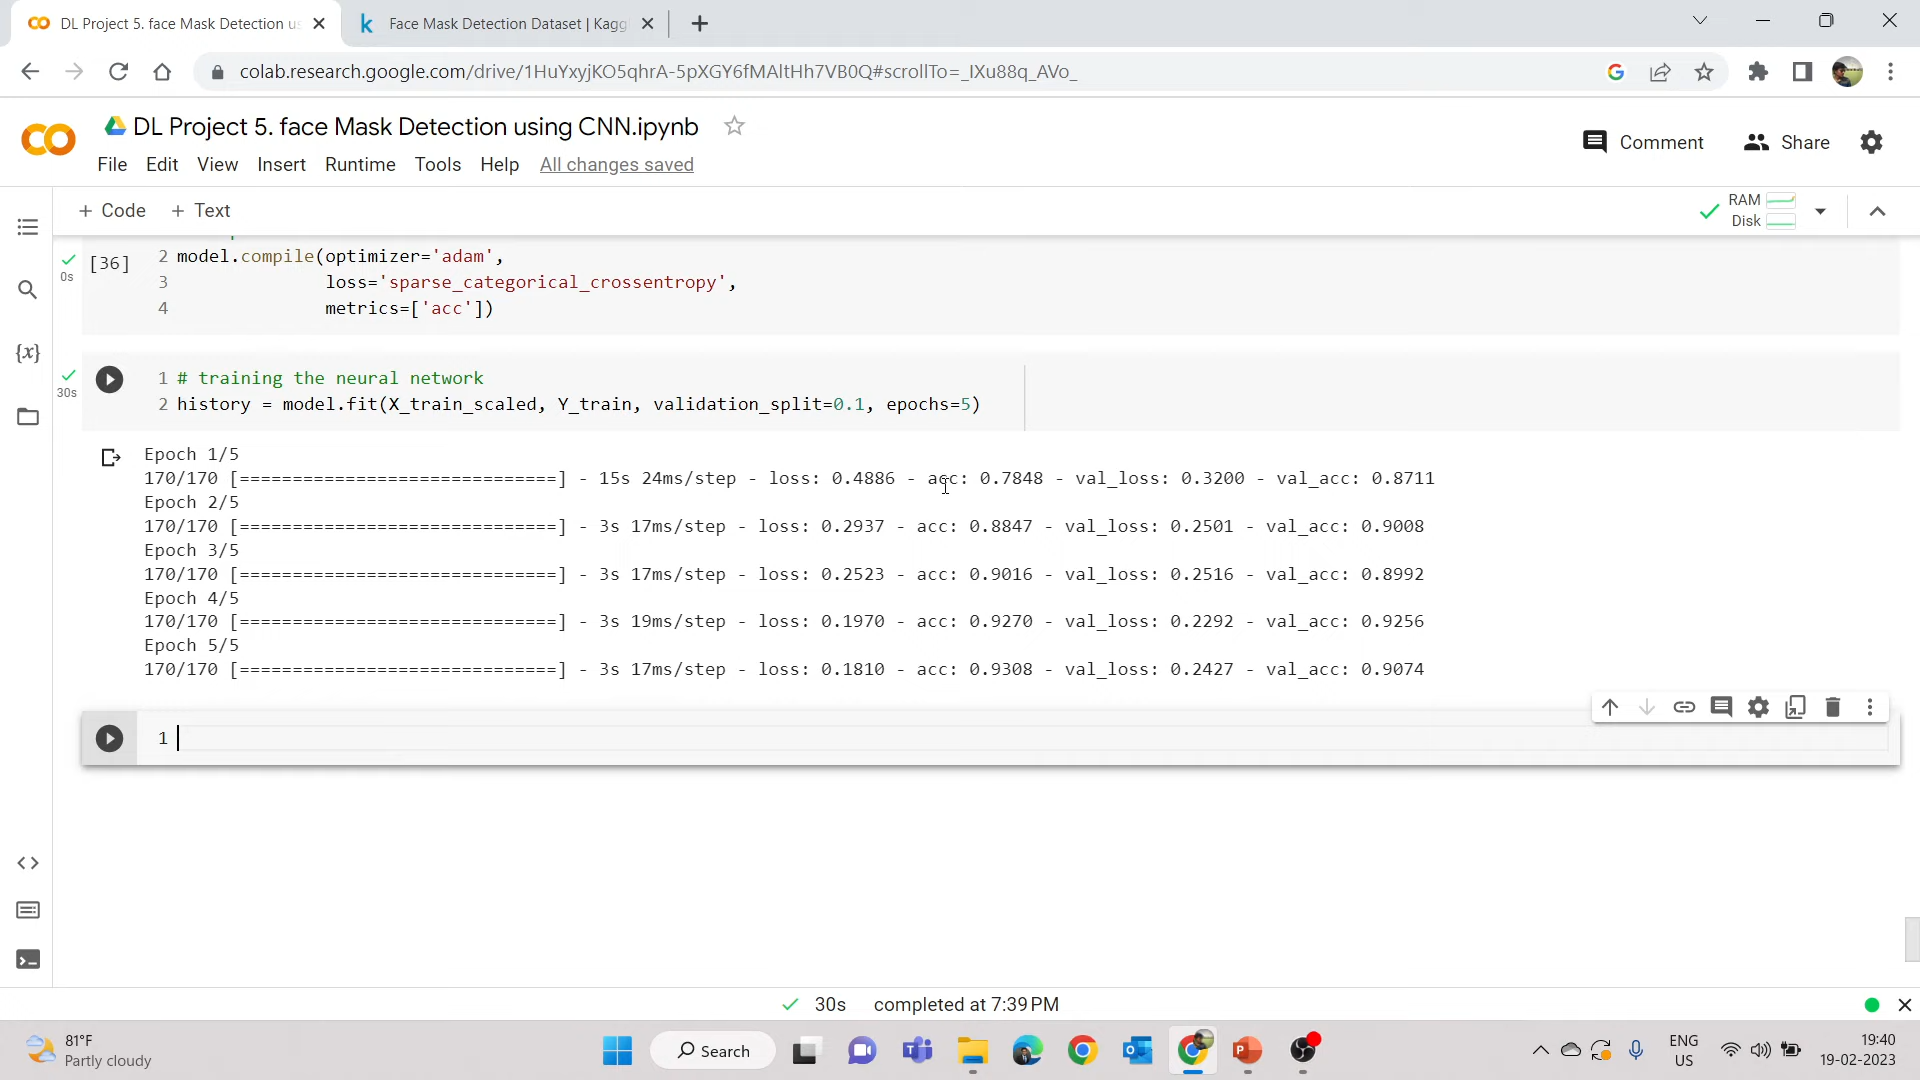 DL Project 5. face Mask Detection us
Face Mask Detection Dataset | Kagg
colab.research.google.com/drive/1HuYxyjKO5qhrA-5pXGY6fMAltHh7VB0Q#scrollTo=_IXu88q_AVo_
DL Project 5. face Mask Detection using CNN.ipynb
Comment
Share
File Edit View Insert Runtime Tools Help All changes saved
+ Code + Text
RAM
Disk
0s
[36]
2 model.compile(optimizer='adam',
3 loss='sparse_categorical_crossentropy',
4 metrics=['acc'])
30s
1 # training the neural network
2 history = model.fit(X_train_scaled, Y_train, validation_split=0.1, epochs=5)
Epoch 1/5
170/170 [==============================] - 15s 24ms/step - loss: 0.4886 - acc: 0.7848 - val_loss: 0.3200 - val_acc: 0.8711
Epoch 2/5
170/170 [==============================] - 3s 17ms/step - loss: 0.2937 - acc: 0.8847 - val_loss: 0.2501 - val_acc: 0.9008
Epoch 3/5
170/170 [==============================] - 3s 17ms/step - loss: 0.2523 - acc: 0.9016 - val_loss: 0.2516 - val_acc: 0.8992
Epoch 4/5
170/170 [==============================] - 3s 19ms/step - loss: 0.1970 - acc: 0.9270 - val_loss: 0.2292 - val_acc: 0.9256
Epoch 5/5
170/170 [==============================] - 3s 17ms/step - loss: 0.1810 - acc: 0.9308 - val_loss: 0.2427 - val_acc: 0.9074
1
30s completed at 7:39 PM
81°F
Partly cloudy
Search
ENG
US
19:40
19-02-2023